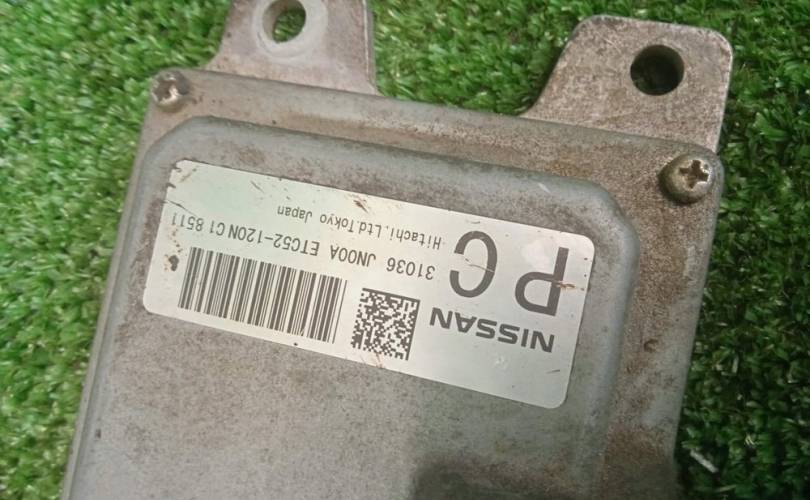 NISSAN
PC
31036 JN00A ETC52-120N C1 8511
Hitachi.Ltd.Tokyo Japan